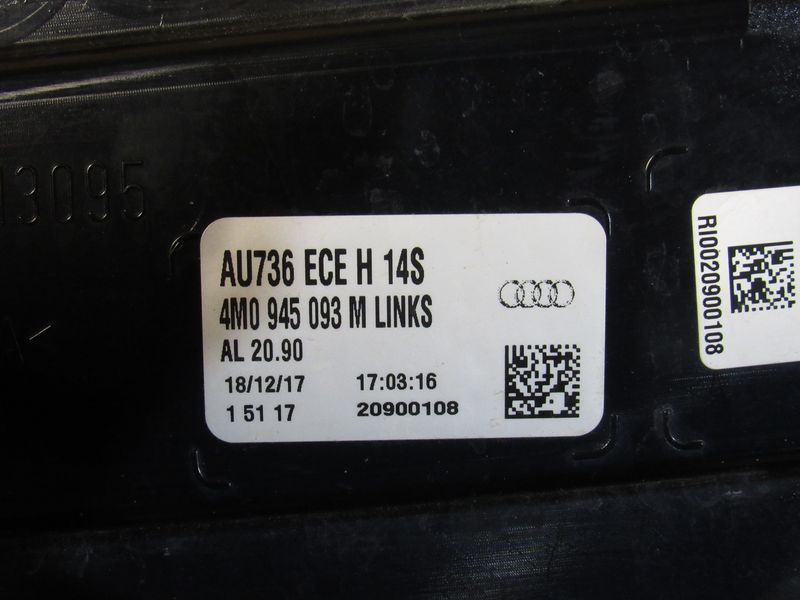 13095
AU736 ECE H 14S
4M0 945 093 M LINKS
AL 20.90
18/12/17 17:03:16
1 51 17 20900108
RI0020900108